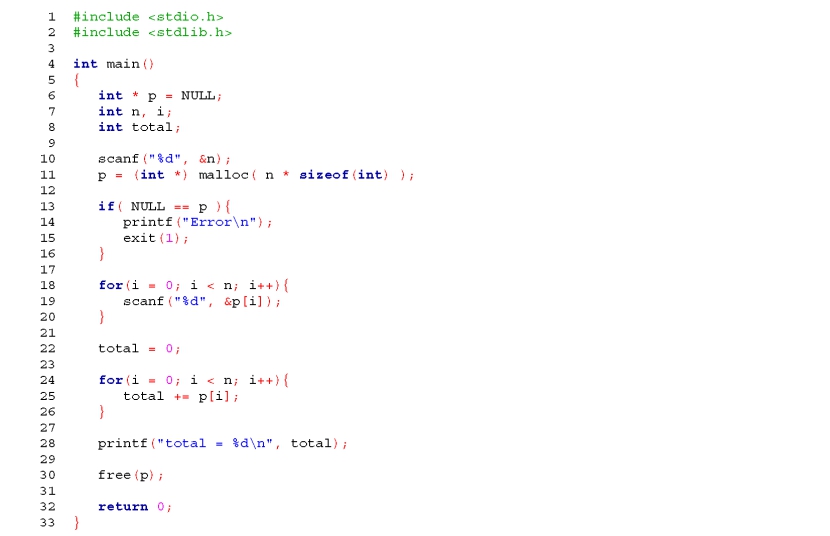 1 #include <stdio.h>
2 #include <stdlib.h>
3
4 int main()
5 {
6    int * p = NULL;
7    int n, i;
8    int total;
9
10    scanf("%d", &n);
11    p = (int *) malloc( n * sizeof(int) );
12
13    if( NULL == p ){
14       printf("Error\n");
15       exit(1);
16    }
17
18    for(i = 0; i < n; i++){
19       scanf("%d", &p[i]);
20    }
21
22    total = 0;
23
24    for(i = 0; i < n; i++){
25       total += p[i];
26    }
27
28    printf("total = %d\n", total);
29
30    free(p);
31
32    return 0;
33 }